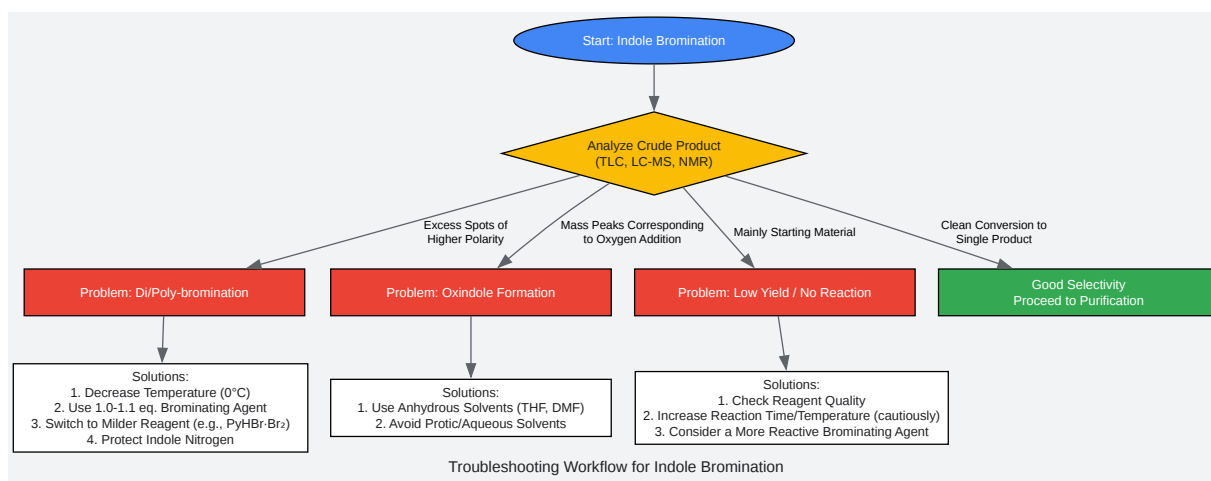 Start: Indole Bromination
Analyze Crude Product
(TLC, LC-MS, NMR)
Excess Spots of
Higher Polarity
Mass Peaks Corresponding
to Oxygen Addition
Mainly Starting Material
Clean Conversion to
Single Product
Problem: Di/Poly-bromination
Problem: Oxindole Formation
Problem: Low Yield / No Reaction
Good Selectivity
Proceed to Purification
Solutions:
1. Decrease Temperature (0°C)
2. Use 1.0-1.1 eq. Brominating Agent
3. Switch to Milder Reagent (e.g., PyHBr·Br₂)
4. Protect Indole Nitrogen
Solutions:
1. Use Anhydrous Solvents (THF, DMF)
2. Avoid Protic/Aqueous Solvents
Solutions:
1. Check Reagent Quality
2. Increase Reaction Time/Temperature (cautiously)
3. Consider a More Reactive Brominating Agent
Troubleshooting Workflow for Indole Bromination